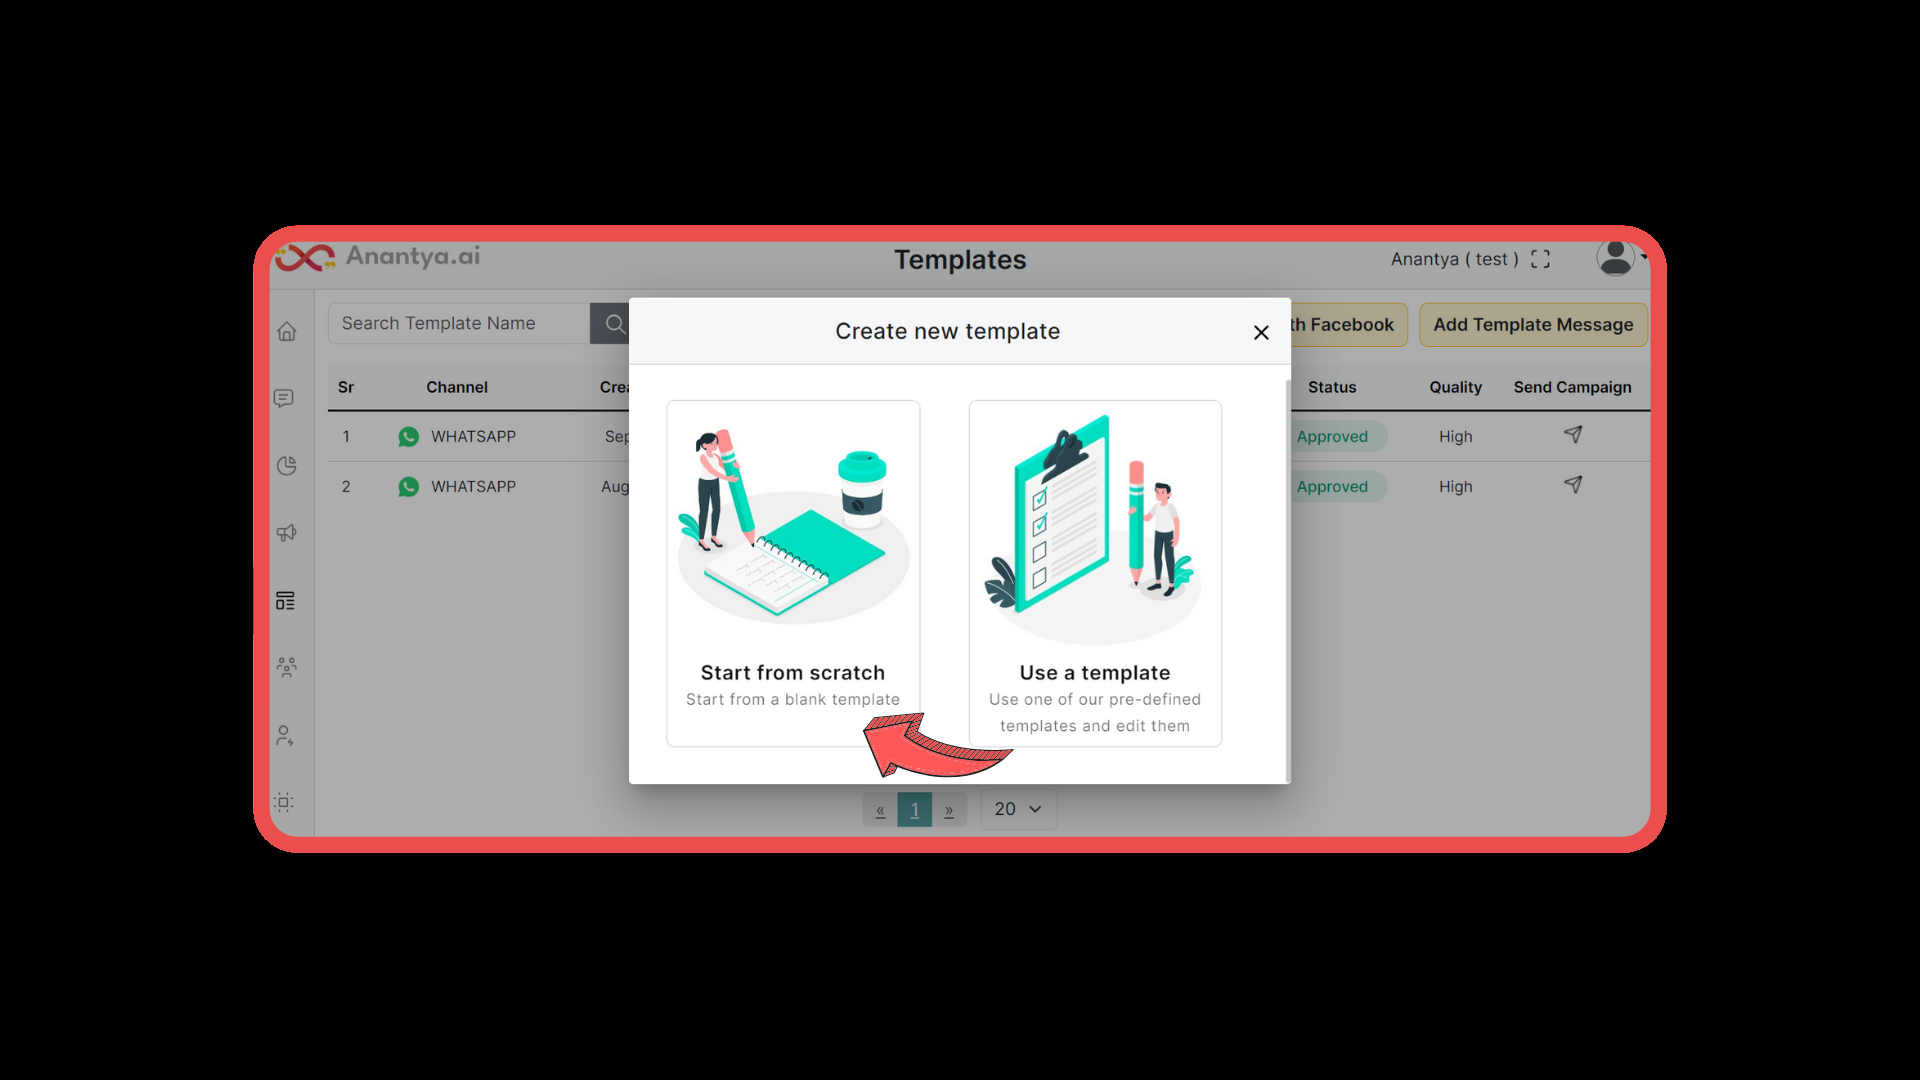 Anantya.ai
Templates
Anantya ( test )
Search Template Name
Create new template
th Facebook
Add Template Message
Sr
Channel
Crea
Status
Quality
Send Campaign
1
WHATSAPP
Sep
Approved
High
2
WHATSAPP
Aug
Approved
High
Start from scratch
Start from a blank template
Use a template
Use one of our pre-defined
templates and edit them
«
1
»
20